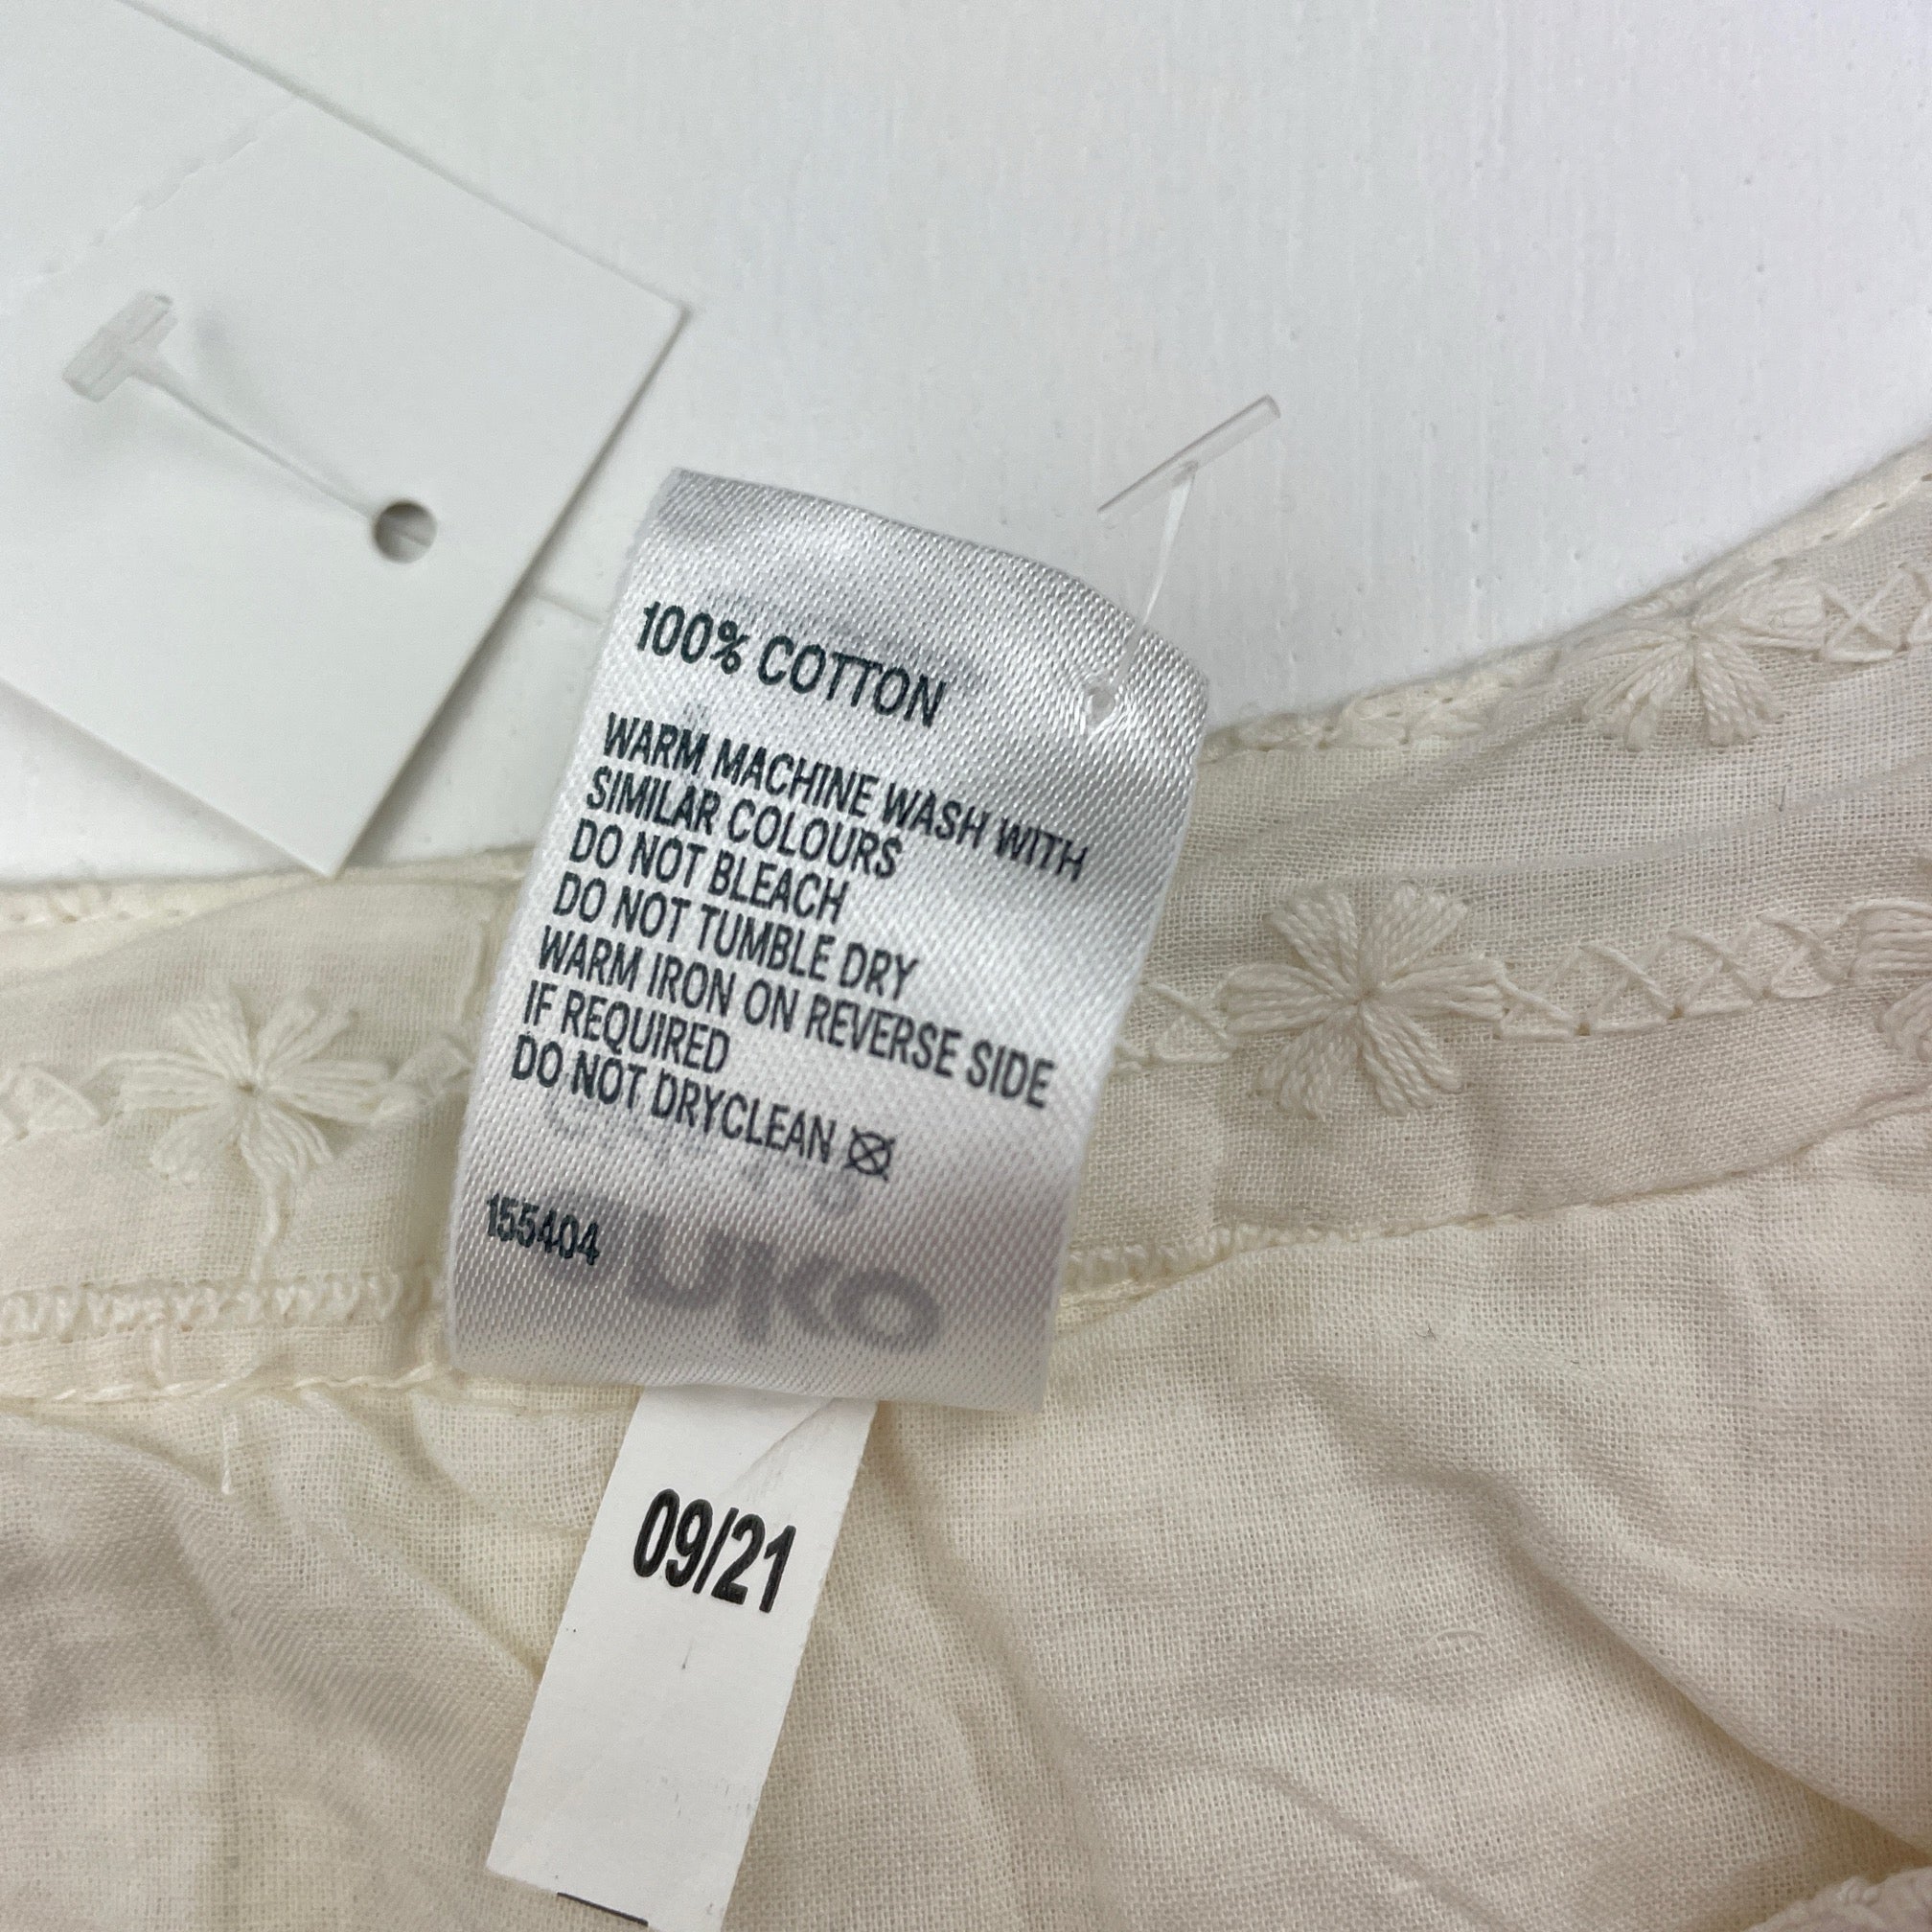 100% COTTON
WARM MACHINE WASH WITH
SIMILAR COLOURS
DO NOT BLEACH
DO NOT TUMBLE DRY
WARM IRON ON REVERSE SIDE
IF REQUIRED
DO NOT DRYCLEAN
155404
09/21